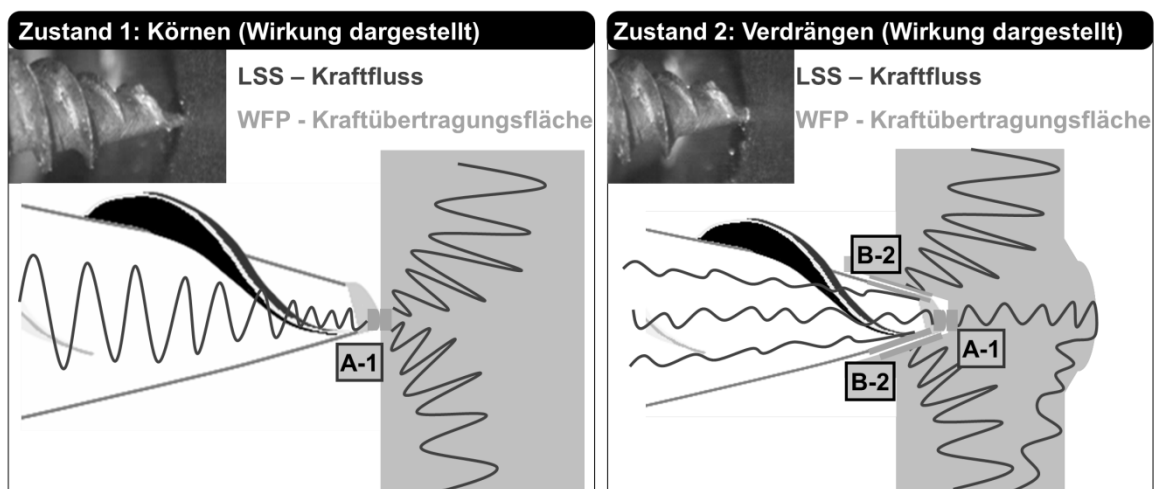 Zustand 1: Körnen (Wirkung dargestellt)
LSS – Kraftfluss
WFP - Kraftübertragungsfläche
A-1
Zustand 2: Verdrängen (Wirkung dargestellt)
LSS – Kraftfluss
WFP - Kraftübertragungsfläche
B-2
A-1
B-2